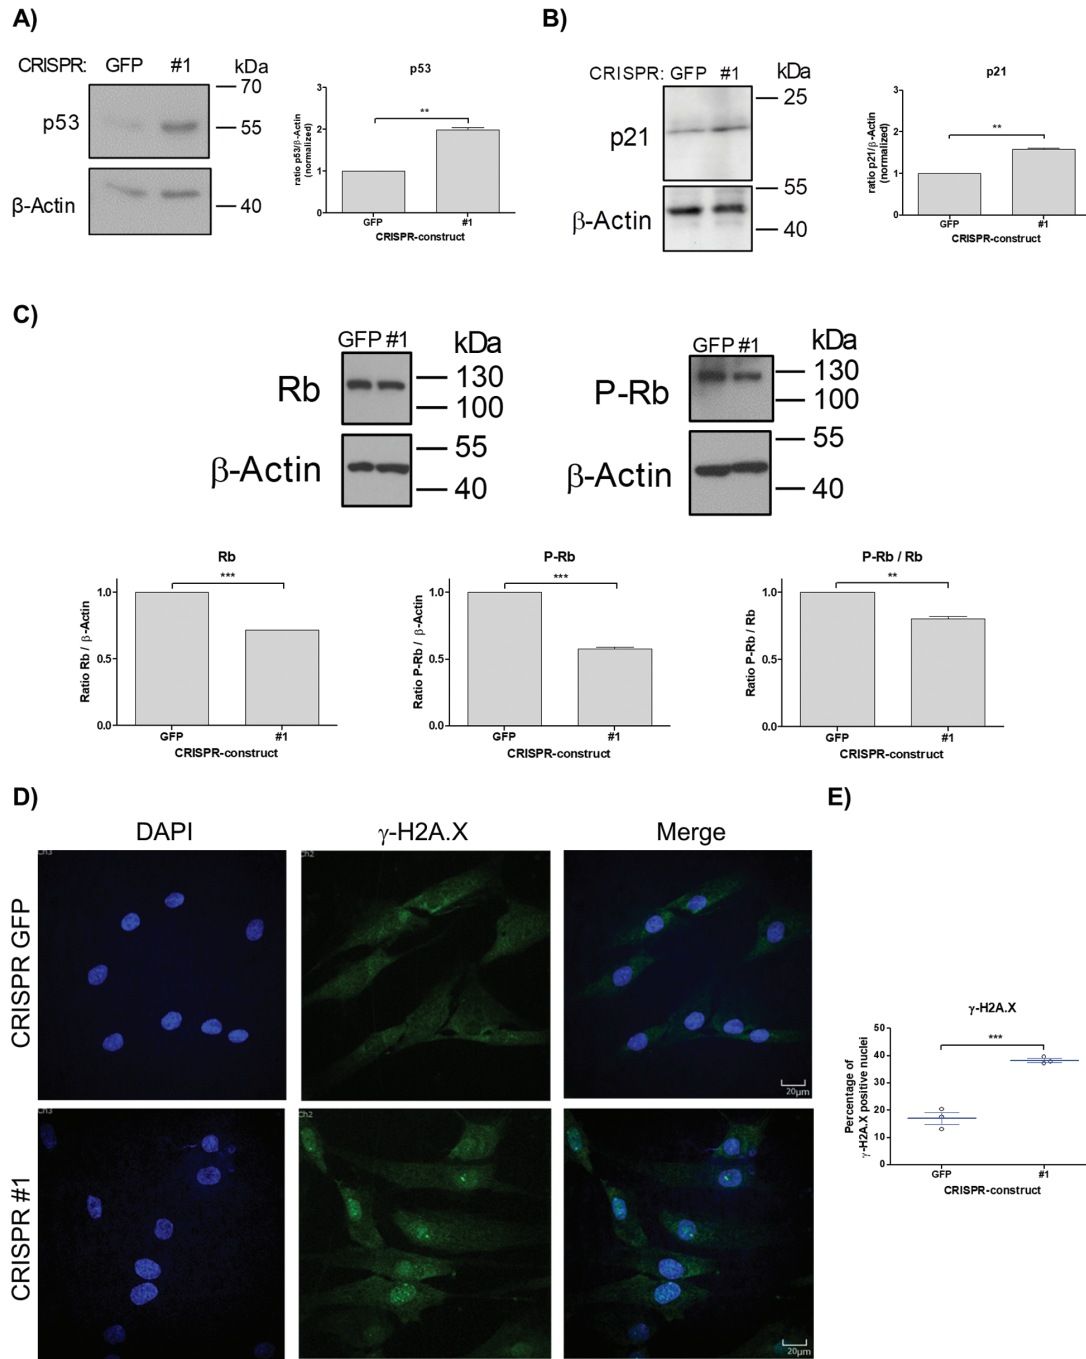 A)
CRISPR: GFP #1 kDa
70
p53
55
β-Actin
40
p53
ratio p53/β-Actin
(normalized)
3
2
1
0
**
GFP #1
CRISPR-construct
B)
CRISPR: GFP #1 kDa
25
p21
55
β-Actin
40
p21
ratio p21/β-Actin
(normalized)
3
2
1
0
**
GFP #1
CRISPR-construct
C)
GFP #1 kDa
Rb
130
100
55
β-Actin
40
GFP #1 kDa
P-Rb
130
100
55
β-Actin
40
Rb
Ratio Rb / β-Actin
1.0
0.5
0.0
***
GFP #1
CRISPR-construct
P-Rb
Ratio P-Rb / β-Actin
1.0
0.5
0.0
***
GFP #1
CRISPR-construct
P-Rb / Rb
Ratio P-Rb / Rb
1.0
0.5
0.0
**
GFP #1
CRISPR-construct
D)
DAPI γ-H2A.X Merge
CRISPR GFP
Ch3
Ch2
20μm
CRISPR #1
Ch3
Ch2
20μm
E)
γ-H2A.X
Percentage of
γ-H2A.X positive nuclei
50
40
30
20
10
0
***
GFP #1
CRISPR-construct